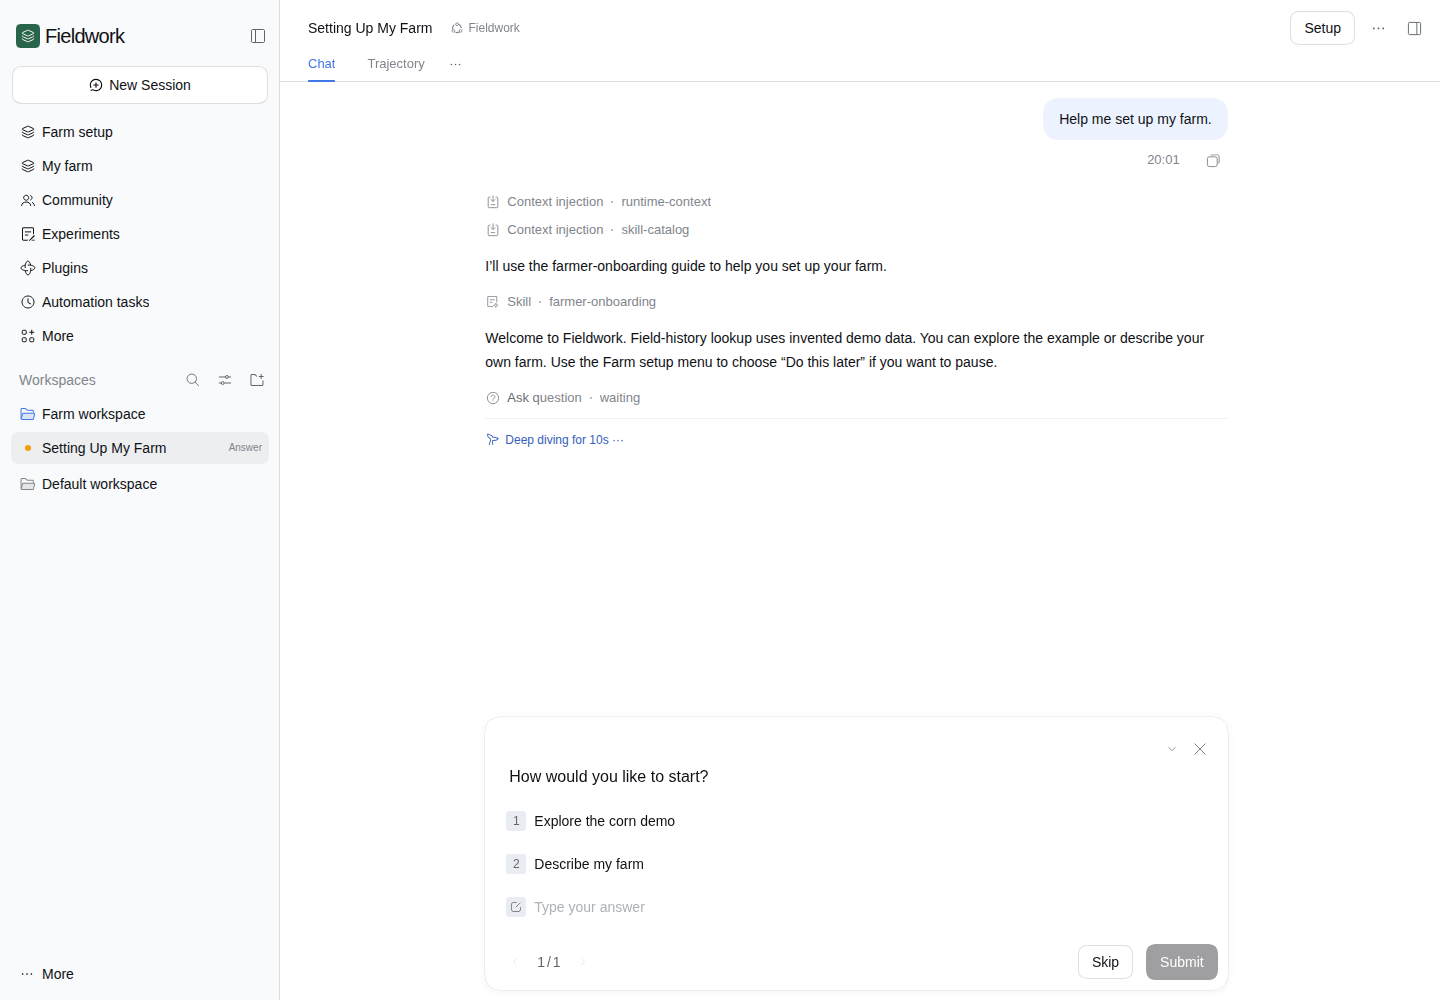 Fieldwork
New Session
Farm setup
My farm
Community
Experiments
Plugins
Automation tasks
More
Workspaces
Farm workspace
Setting Up My Farm Answer
Default workspace
More
Setting Up My Farm Fieldwork
Setup
Chat Trajectory
Help me set up my farm.
20:01
Context injection · runtime-context
Context injection · skill-catalog
I’ll use the farmer-onboarding guide to help you set up your farm.
Skill · farmer-onboarding
Welcome to Fieldwork. Field-history lookup uses invented demo data. You can explore the example or describe your
own farm. Use the Farm setup menu to choose “Do this later” if you want to pause.
Ask question · waiting
Deep diving for 10s ···
How would you like to start?
1 Explore the corn demo
2 Describe my farm
Type your answer
1/1
Skip Submit